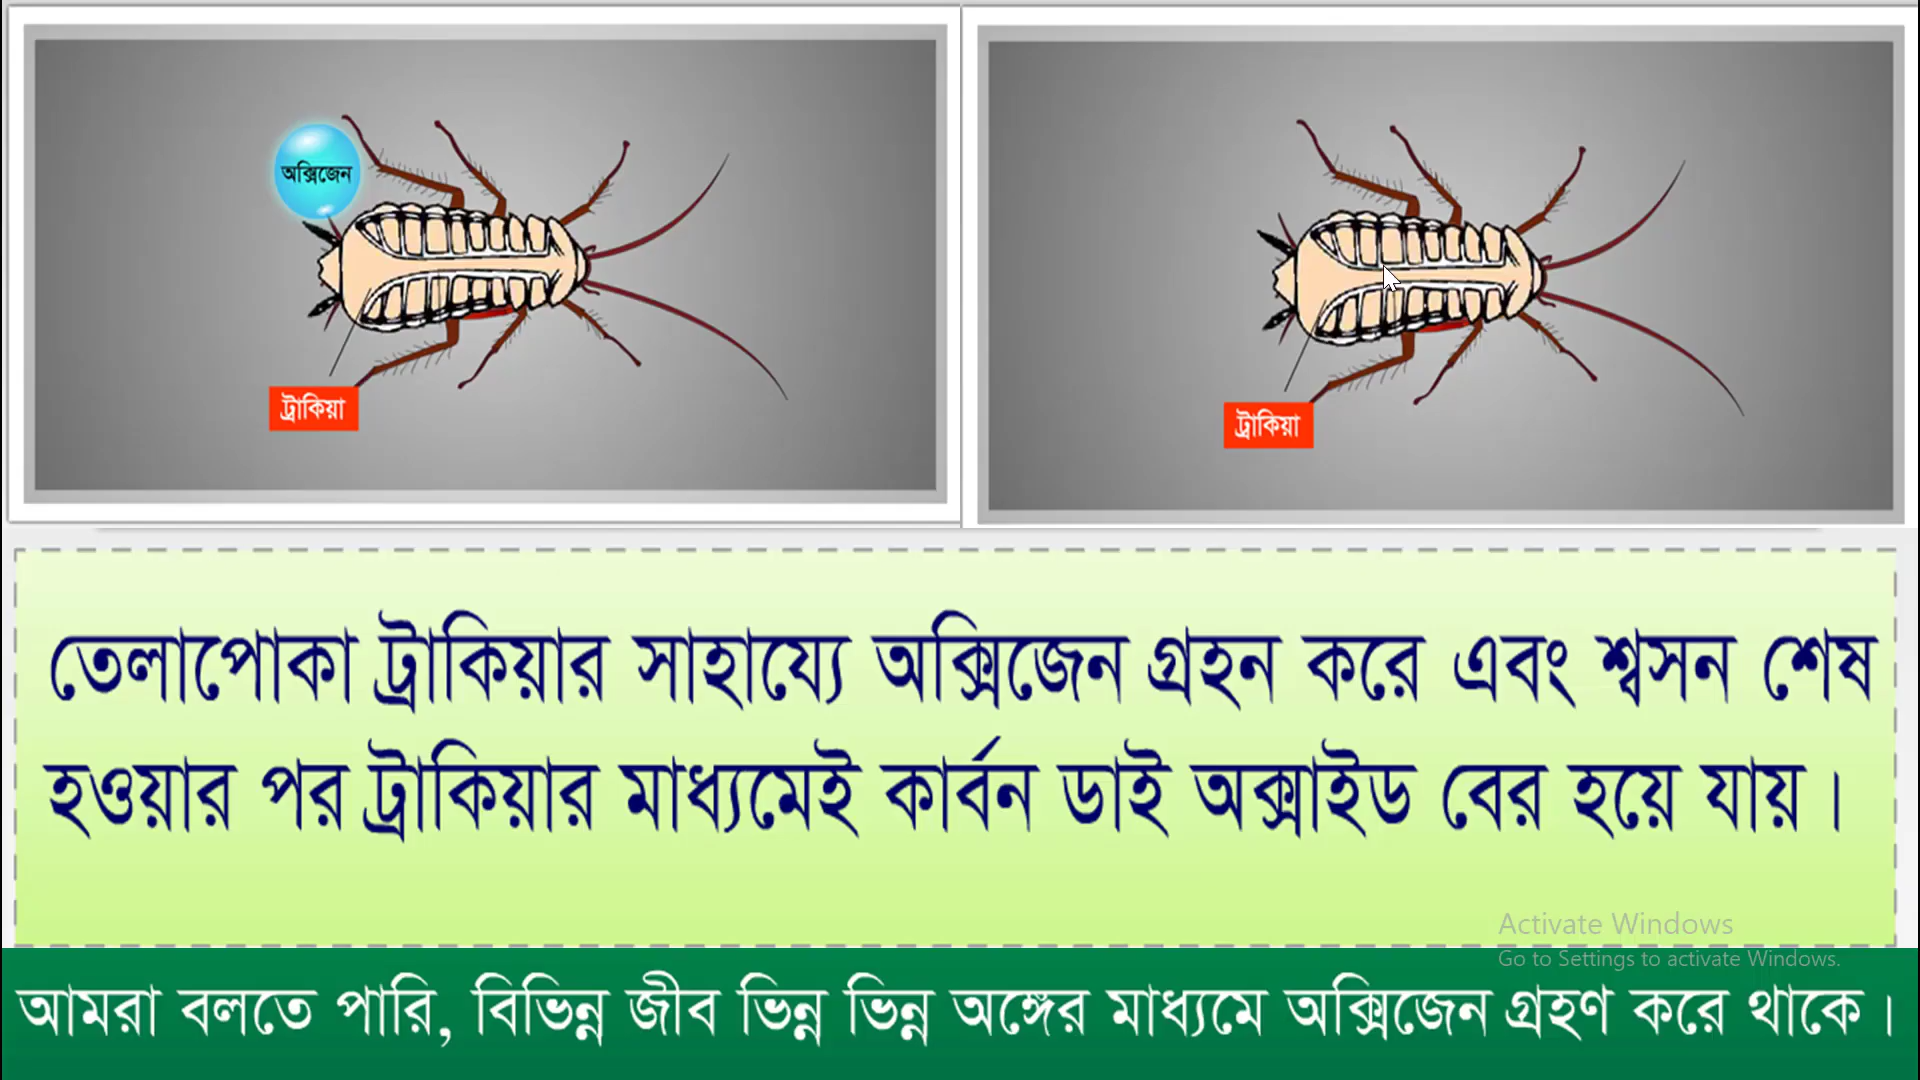 অক্সিজেন
ট্রাকিয়া
ট্রাকিয়া
তেলাপোকা ট্রাকিয়ার সাহায্যে অক্সিজেন গ্রহন করে এবং শ্বসন শেষ
হওয়ার পর ট্রাকিয়ার মাধ্যমেই কার্বন ডাই অক্সাইড বের হয়ে যায়।
Activate Windows
Go to Settings to activate Windows.
আমরা বলতে পারি, বিভিন্ন জীব ভিন্ন ভিন্ন অঙ্গের মাধ্যমে অক্সিজেন গ্রহণ করে থাকে।